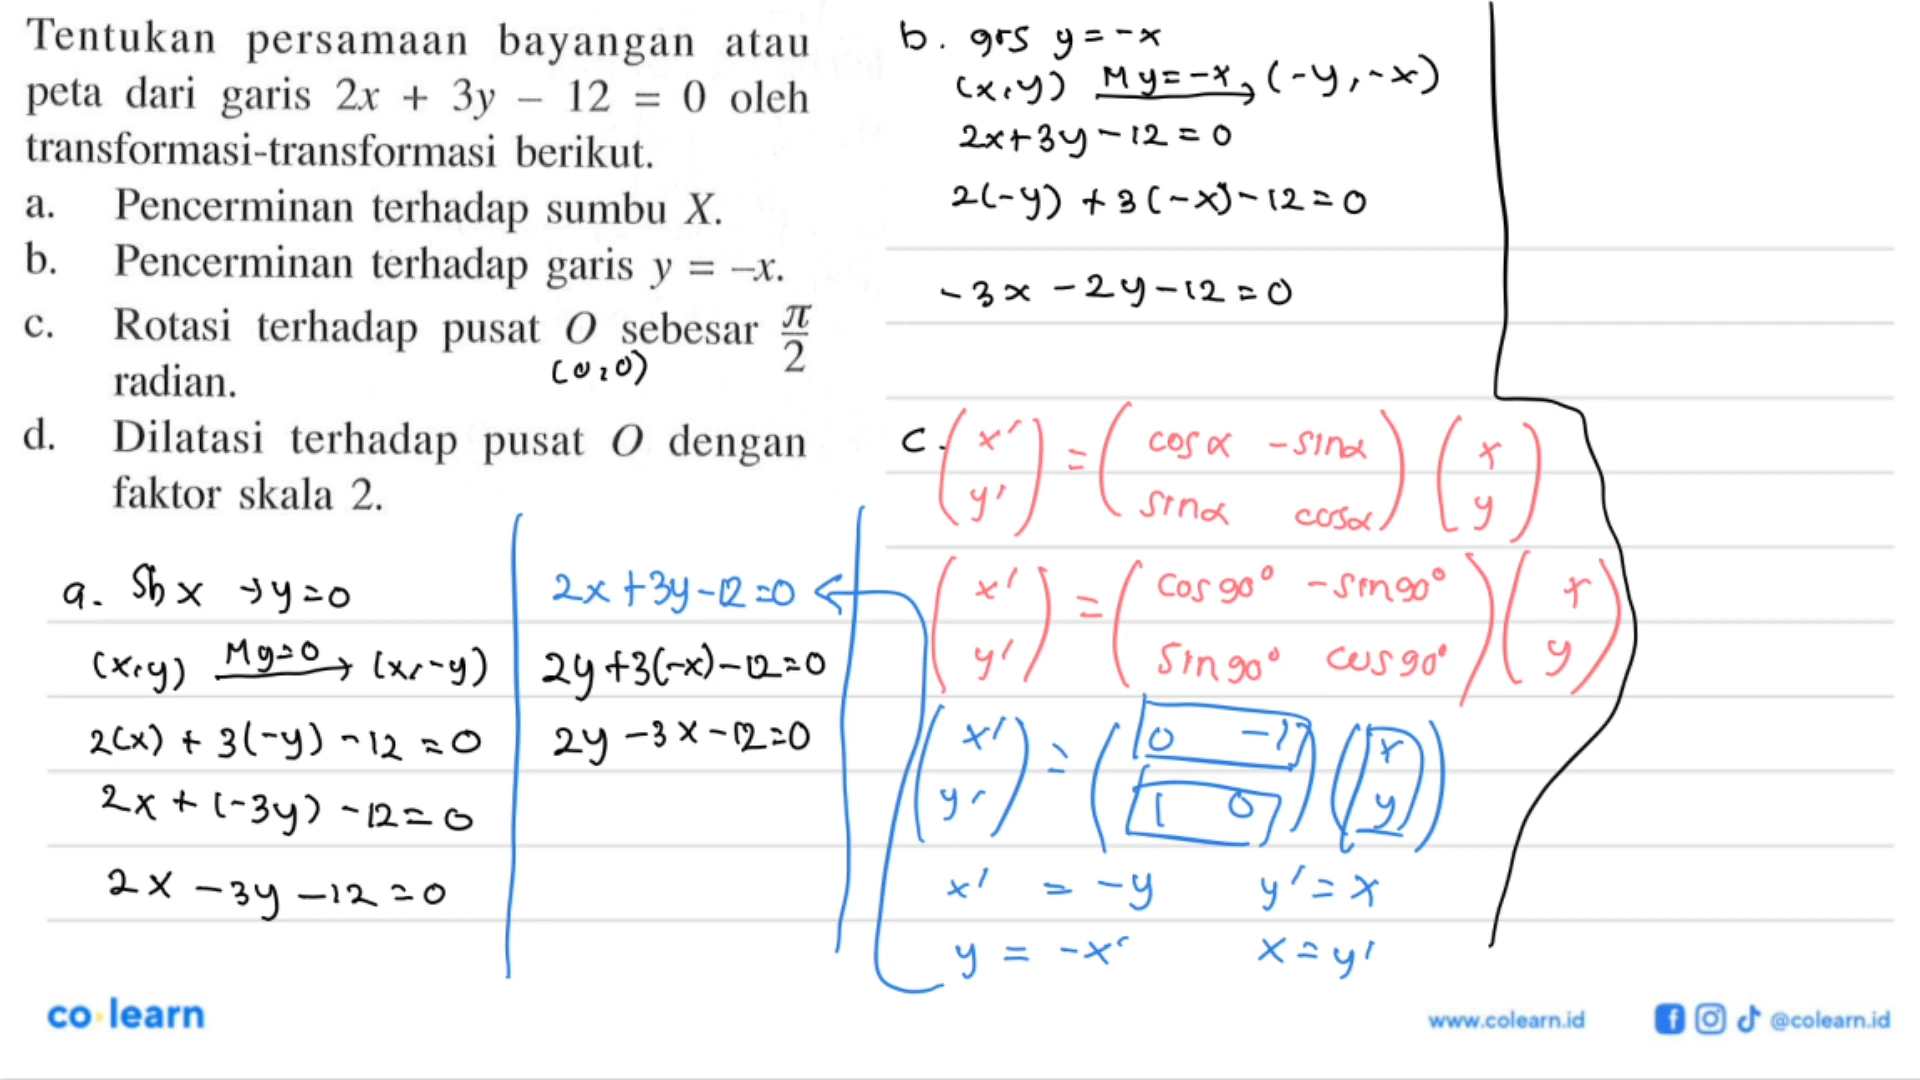 Tentukan persamaan bayangan atau
peta dari garis 2x + 3y – 12 = 0 oleh
transformasi-transformasi berikut.
a. Pencerminan terhadap sumbu X.
b. Pencerminan terhadap garis y = –x.
c. Rotasi terhadap pusat O sebesar π/2
radian.
(0,0)
d. Dilatasi terhadap pusat O dengan
faktor skala 2.
a. Sb x → y=0
(x,y) My=0 → (x,-y)
2(x) + 3(-y) - 12 = 0
2x + (-3y) - 12 = 0
2x - 3y - 12 = 0
2x + 3y - 12 = 0
2y + 3(-x) - 12 = 0
2y - 3x - 12 = 0
b. grs y = -x
(x,y) My=-x → (-y,-x)
2x + 3y - 12 = 0
2(-y) + 3(-x) - 12 = 0
-3x - 2y - 12 = 0
c. (x' y') = (cos α -sin α sin α cos α) (x y)
(x' y') = (cos 90° -sin 90° sin 90° cos 90°) (x y)
(x' y') = (0 -1 1 0) (x y)
x' = -y y' = x
y = -x' x = y'
co learn
www.colearn.id
@colearn.id